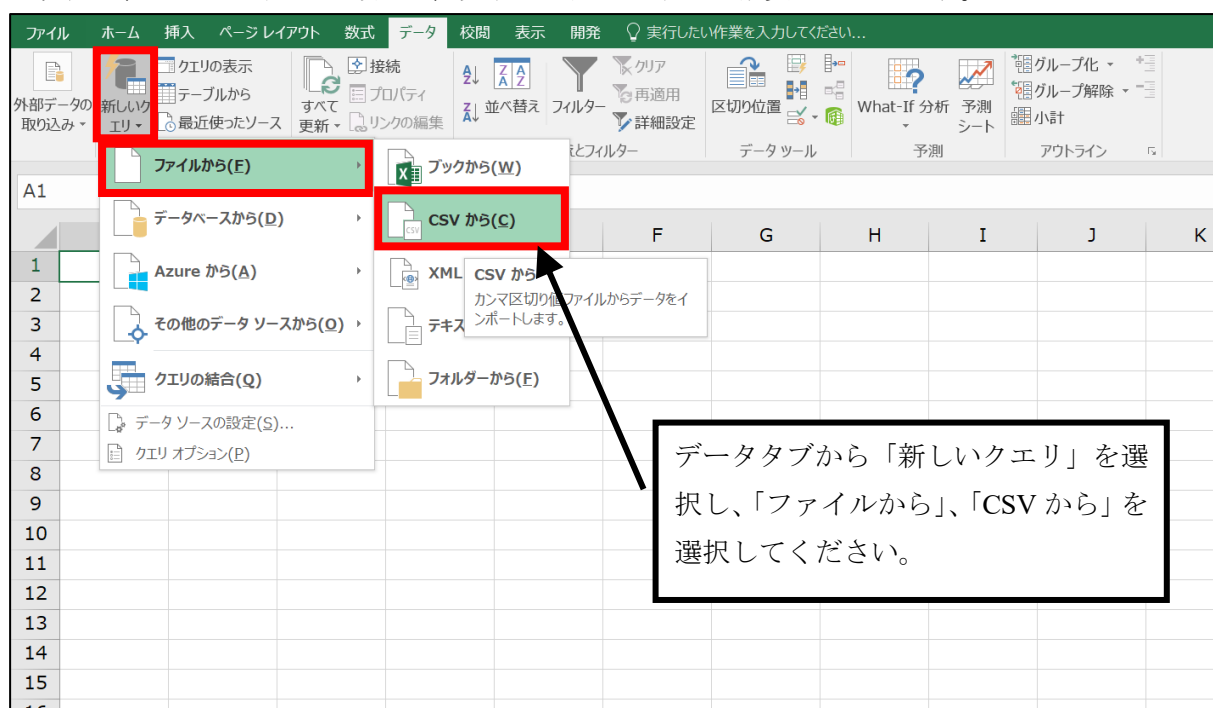 ファイル ホーム 挿入 ページ レイアウト 数式 データ 校閲 表示 開発 実行したい作業を入力してください...
外部データの
取り込み
新しいク
エリ
クエリの表示
テーブルから
最近使ったソース
すべて
更新
接続
プロパティ
リンクの編集
並べ替え
フィルター
クリア
再適用
詳細設定
区切り位置
What-If 分析
予測
シート
グループ化
グループ解除
小計
とフィルター
データ ツール
予測
アウトライン
A1
F G H I J K
1
2
3
4
5
6
7
8
9
10
11
12
13
14
15
ファイルから(F)
データベースから(D)
Azure から(A)
その他のデータ ソースから(O)
クエリの結合(Q)
データ ソースの設定(S)...
クエリ オプション(P)
ブックから(W)
CSV から(C)
XML
テキス
フォルダーから(F)
CSV から
カンマ区切り値ファイルからデータをイ
ンポートします。
データタブから「新しいクエリ」を選
択し、「ファイルから」、「CSV から」を
選択してください。